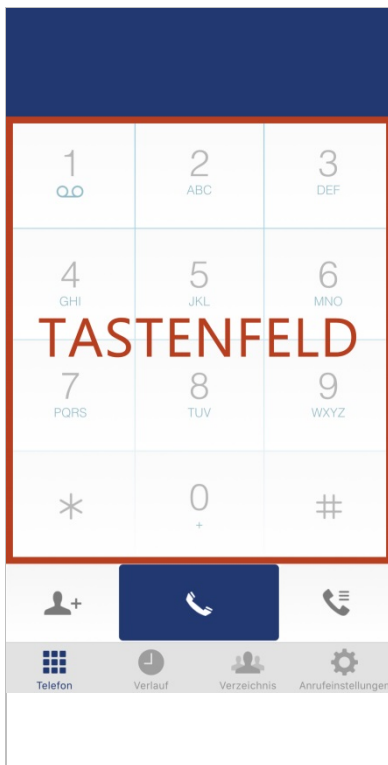 1 2 3
ABC DEF
4 5 6
GHI JKL MNO
TASTENFELD
7 8 9
PQRS TUV WXYZ
* 0 #
+
+
Telefon Verlauf Verzeichnis Anrufeinstellungen